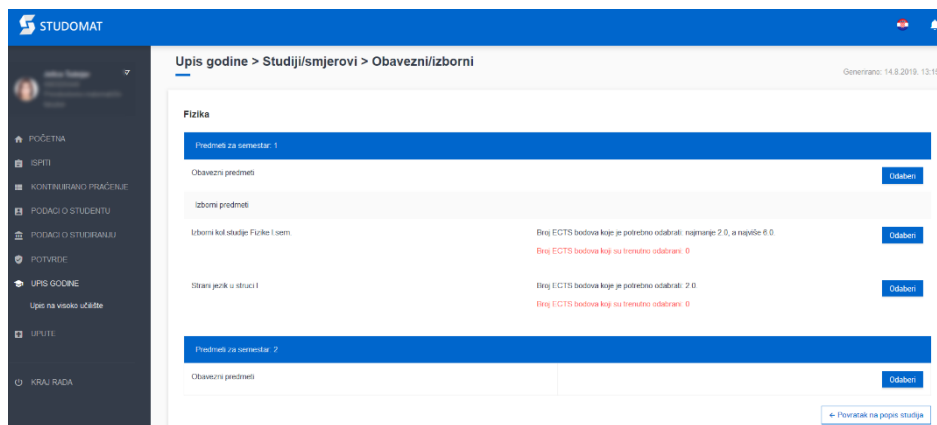 STUDOMAT
Upis godine > Studiji/smjerovi > Obavezni/izborni
Generirano: 14.8.2019. 13:15
Fizika
POČETNA
ISPITI
KONTINUIRANO PRAĆENJE
PODACI O STUDENTU
PODACI O STUDIRANJU
POTVRDE
UPIS GODINE
Upis na visoko učilište
UPUTE
KRAJ RADA
Predmeti za semestar: 1
Obavezni predmeti
Odaberi
Izborni predmeti
Izborni kol.studije Fizike I sem.
Broj ECTS bodova koje je potrebno odabrati: najmanje 2.0, a najviše 6.0.
Odaberi
Broj ECTS bodova koji su trenutno odabrani: 0
Strani jezik u struci I
Broj ECTS bodova koje je potrebno odabrati: 2.0.
Odaberi
Broj ECTS bodova koji su trenutno odabrani: 0
Predmeti za semestar: 2
Obavezni predmeti
Odaberi
← Povratak na popis studija